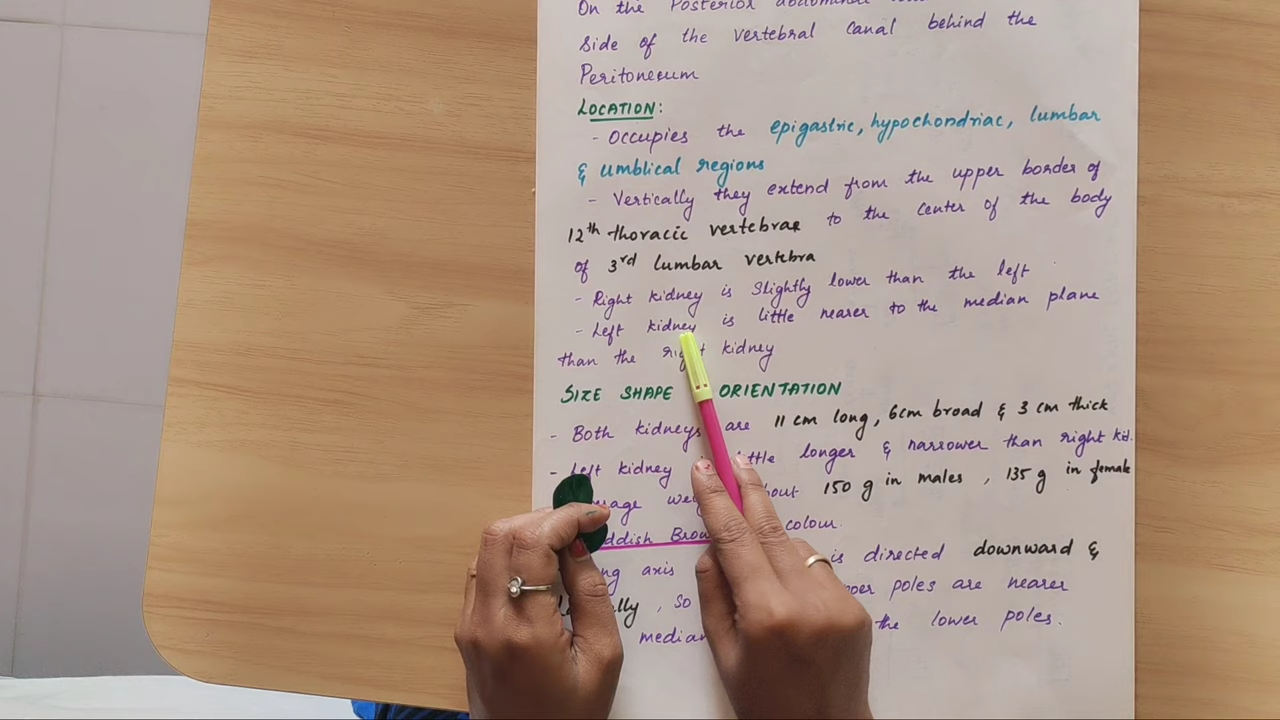 On the Posterior abdominal
Side of the vertebral canal behind the
Peritoneum
LOCATION:
- Occupies the epigastric, hypochondriac, lumbar
& umblical regions
- Vertically they extend from the upper border of
12th thoracic vertebrae to the center of the body
of 3rd lumbar vertebra
- Right kidney is slightly lower than the left
- Left kidney is little nearer to the median plane
than the right kidney
SIZE SHAPE ORIENTATION
- Both kidneys are 11 cm long, 6cm broad & 3 cm thick
- Left kidney little longer & narrower than right kid.
150 g in males, 135 g in female
colour.
axis is directed downward &
, so poles are nearer
median the lower poles.